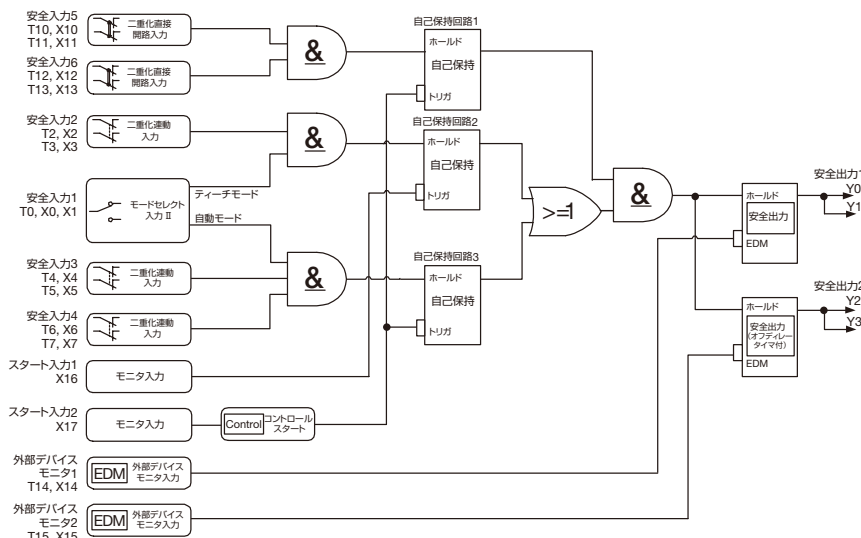 安全入力5
T10, X10
T11, X11
二重化直接
開路入力
安全入力6
T12, X12
T13, X13
二重化直接
開路入力
&
自己保持回路1
ホールド
自己保持
トリガ
安全入力2
T2, X2
T3, X3
二重化連動
入力
&
自己保持回路2
ホールド
自己保持
トリガ
安全入力1
T0, X0, X1
モードセレクト
入力 II
ティーチモード
自動モード
>=1
&
安全出力1
Y0
Y1
ホールド
安全出力
EDM
安全入力3
T4, X4
T5, X5
二重化連動
入力
安全入力4
T6, X6
T7, X7
二重化連動
入力
&
自己保持回路3
ホールド
自己保持
トリガ
安全出力2
Y2
Y3
ホールド
安全出力
(オフディレー
タイマ付)
EDM
スタート入力1
X16
モニタ入力
スタート入力2
X17
モニタ入力
Control
コントロール
スタート
外部デバイス
モニタ1
T14, X14
EDM
外部デバイス
モニタ入力
外部デバイス
モニタ2
T15, X15
EDM
外部デバイス
モニタ入力